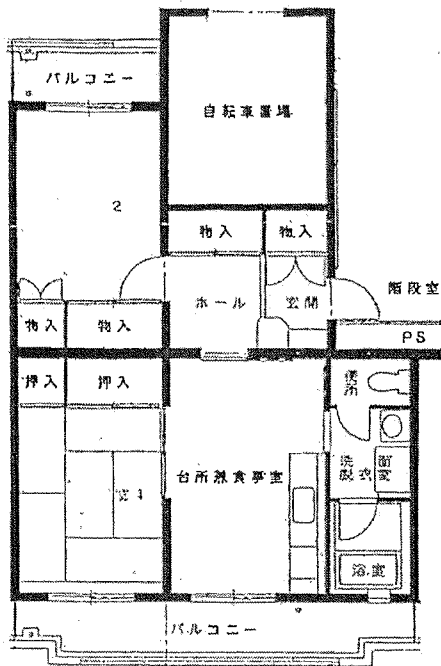 バルコニー
自転車置場
2
物入
物入
階段室
ホール
玄関
物入
物入
PS
押入
押入
便所
台所兼食事室
洗面
脱衣室
浴室
バルコニー